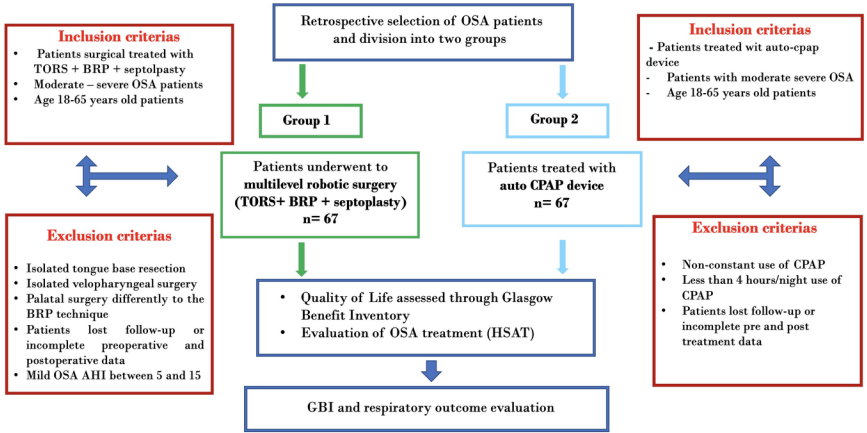 Retrospective selection of OSA patients
and division into two groups
Inclusion criterias
• Patients surgical treated with
TORS + BRP + septolpasty
• Moderate – severe OSA patients
• Age 18-65 years old patients
Inclusion criterias
- Patients treated wit auto-cpap
device
- Patients with moderate severe OSA
- Age 18-65 years old patients
Group 1
Group 2
Patients underwent to
multilevel robotic surgery
(TORS+ BRP + septoplasty)
n= 67
Patients treated with
auto CPAP device
n= 67
Exclusion criterias
• Isolated tongue base resection
• Isolated velopharyngeal surgery
• Palatal surgery differently to the
BRP technique
• Patients lost follow-up or
incomplete preoperative and
postoperative data
• Mild OSA AHI between 5 and 15
Exclusion criterias
• Non-constant use of CPAP
• Less than 4 hours/night use of
CPAP
• Patients lost follow-up or
incomplete pre and post
treatment data
• Quality of Life assessed through Glasgow
Benefit Inventory
• Evaluation of OSA treatment (HSAT)
GBI and respiratory outcome evaluation